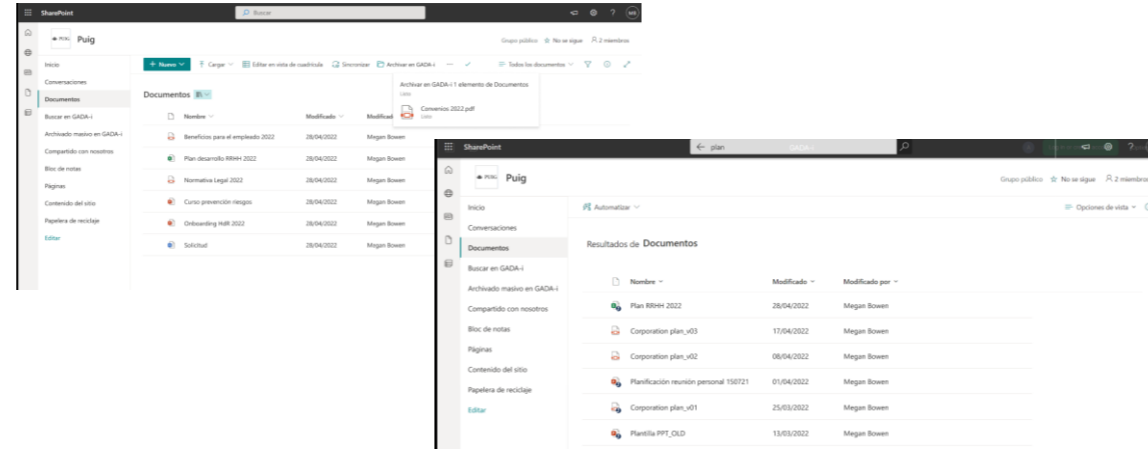 SharePoint
Buscar
?
MB
PUIG
Puig
Grupo público
No se sigue
2 miembros
Inicio
Conversaciones
Documentos
Buscar en GADA-i
Archivado masivo en GADA-i
Compartido con nosotros
Bloc de notas
Páginas
Contenido del sitio
Papelera de reciclaje
Editar
+ Nuevo
Cargar
Editar en vista de cuadrícula
Sincronizar
Archivar en GADA-i
Todos los documentos
Archivar en GADA-i 1 elemento de Documentos
Convenios 2022.pdf
Documentos
Nombre Modificado Modificad
Beneficios para el empleado 2022 28/04/2022 Megan Bowen
Plan desarrollo RRHH 2022 28/04/2022 Megan Bowen
Normativa Legal 2022 28/04/2022 Megan Bowen
Curso prevención riesgos 28/04/2022 Megan Bowen
Onboarding HdR 2022 28/04/2022 Megan Bowen
Solicitud 28/04/2022 Megan Bowen
SharePoint
plan
?
PUIG
Puig
Grupo público
No se sigue
2 miembros
Inicio
Conversaciones
Documentos
Buscar en GADA-i
Archivado masivo en GADA-i
Compartido con nosotros
Bloc de notas
Páginas
Contenido del sitio
Papelera de reciclaje
Editar
Automatizar
Opciones de vista
Resultados de Documentos
Nombre Modificado Modificado por
Plan RRHH 2022 28/04/2022 Megan Bowen
Corporation plan_v03 17/04/2022 Megan Bowen
Corporation plan_v02 08/04/2022 Megan Bowen
Planificación reunión personal 150721 01/04/2022 Megan Bowen
Corporation plan_v01 25/03/2022 Megan Bowen
Plantilla PPT_OLD 13/03/2022 Megan Bowen